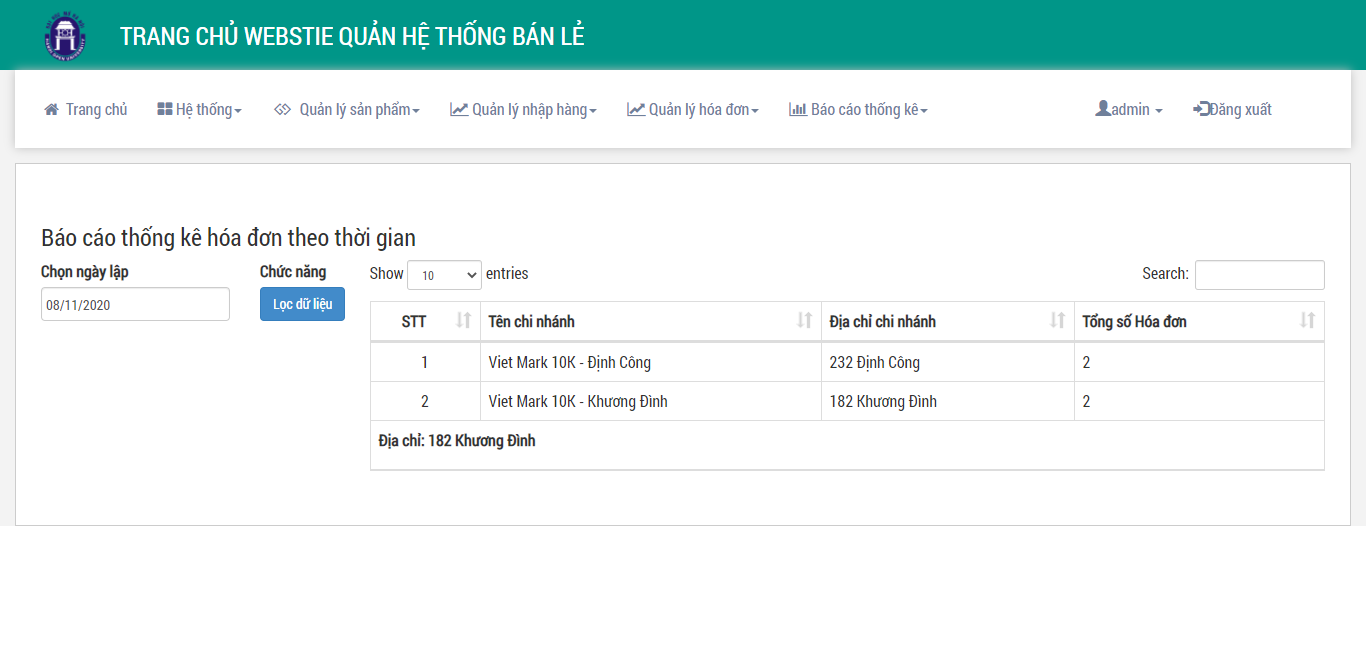 TRANG CHỦ WEBSTIE QUẢN HỆ THỐNG BÁN LẺ
Trang chủ Hệ thống Quản lý sản phẩm Quản lý nhập hàng Quản lý hóa đơn Báo cáo thống kê admin Đăng xuất
Báo cáo thống kê hóa đơn theo thời gian
Chọn ngày lập Chức năng Show 10 entries Search:
08/11/2020 Lọc dữ liệu
STT Tên chi nhánh Địa chỉ chi nhánh Tổng số Hóa đơn
1 Viet Mark 10K - Định Công 232 Định Công 2
2 Viet Mark 10K - Khương Đình 182 Khương Đình 2
Địa chỉ: 182 Khương Đình